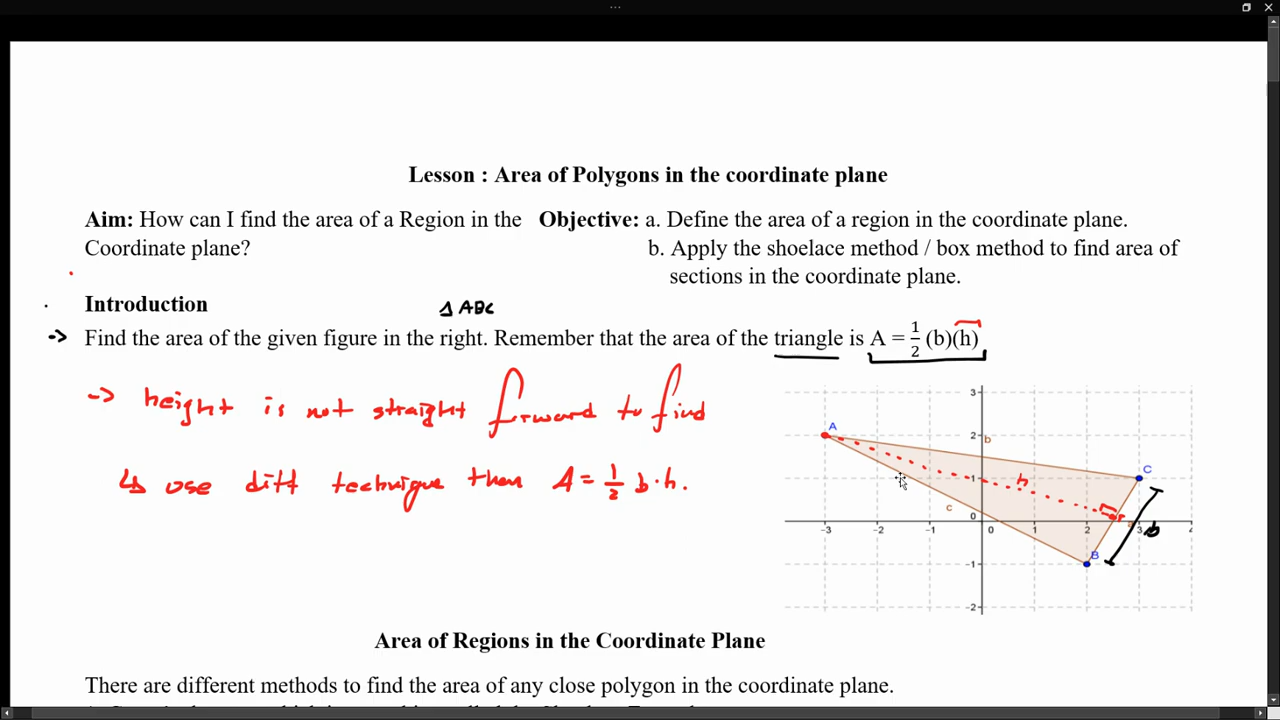 Lesson : Area of Polygons in the coordinate plane
Aim: How can I find the area of a Region in the Coordinate plane?
Objective: a. Define the area of a region in the coordinate plane.
b. Apply the shoelace method / box method to find area of
sections in the coordinate plane.
Introduction
Δ ABC
-> Find the area of the given figure in the right. Remember that the area of the triangle is A = 1/2 (b)(h)
-> height is not straight forward to find
↳ use diff technique then A = 1/2 b·h.
3
A
2
b
C
1
h
c
0
-3 -2 -1 0 1 2 3 4
a
b
B
-1
-2
Area of Regions in the Coordinate Plane
There are different methods to find the area of any close polygon in the coordinate plane.